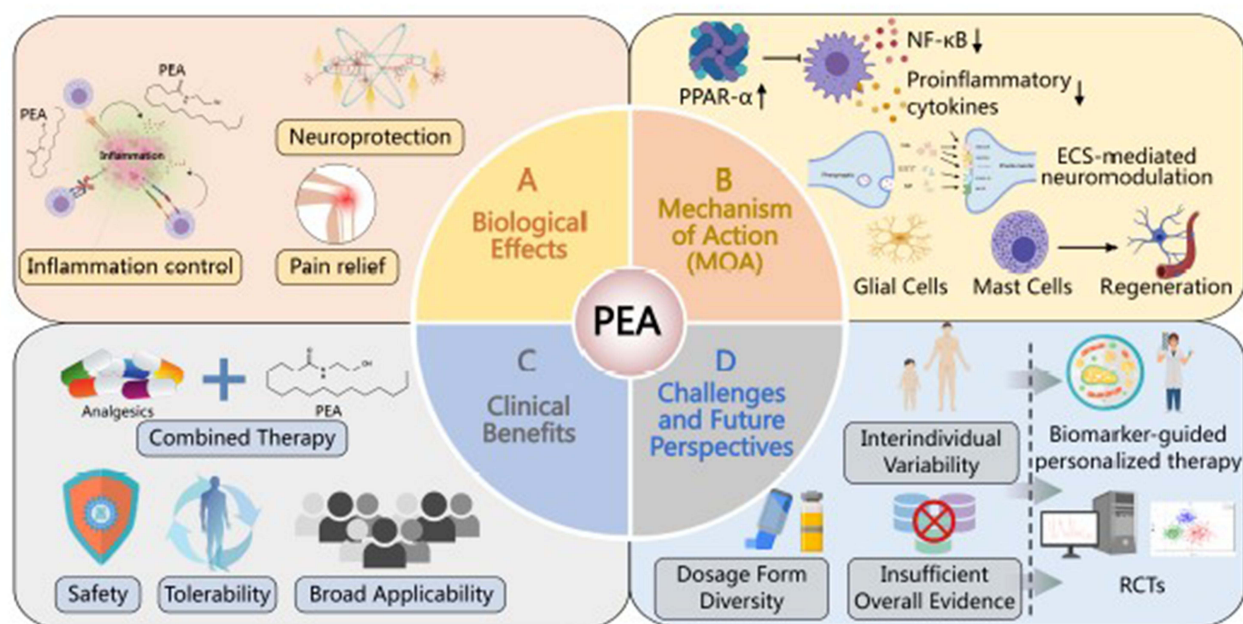 PEA
PEA
Inflammation
Inflammation control
Neuroprotection
Pain relief
A
Biological
Effects
PPAR-α↑
NF-κB↓
Proinflammatory
cytokines ↓
ECS-mediated
neuromodulation
Glial Cells
Mast Cells
Regeneration
B
Mechanism
of Action
(MOA)
PEA
Analgesics
PEA
Combined Therapy
Safety
Tolerability
Broad Applicability
C
Clinical
Benefits
D
Challenges
and Future
Perspectives
Interindividual
Variability
Biomarker-guided
personalized therapy
Dosage Form
Diversity
Insufficient
Overall Evidence
RCTs